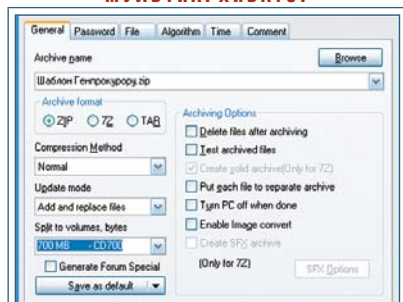 General Password File Algorithm Time Comment
Archive name
Browse
Шаблон Генпрокурору.zip
Archive format
ZIP 7Z TAR
Compression Method
Normal
Update mode
Add and replace files
Split to volumes, bytes
700 MB - CD700
Generate Forum Special
Save as default
Archiving Options
Delete files after archiving
Test archived files
Create solid archive(Only for 7Z)
Put each file to separate archive
Turn PC off when done
Enable Image convert
Create SFX archive
(Only for 7Z)
SFX Options